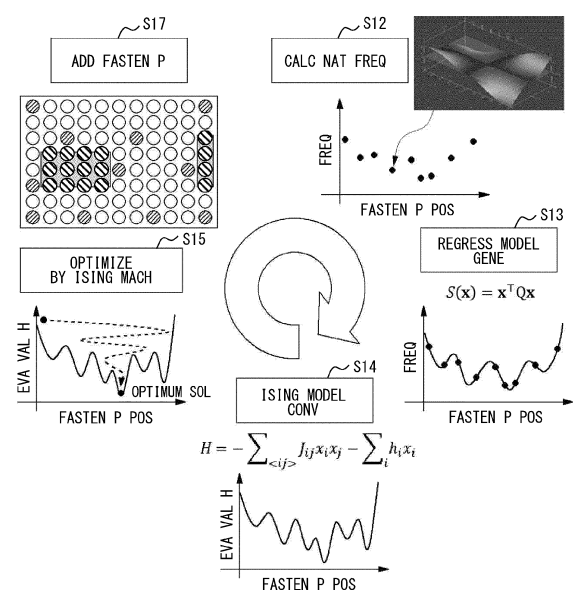 S17
ADD FASTEN P
S12
CALC NAT FREQ
FREQ
FASTEN P POS
S13
REGRESS MODEL
GENE
S(x) = xᵀQx
FREQ
FASTEN P POS
S14
ISING MODEL
CONV
H = − ∑<ij> Jᵢⱼxᵢxⱼ − ∑ᵢ hᵢxᵢ
EVA VAL H
FASTEN P POS
S15
OPTIMIZE
BY ISING MACH
EVA VAL H
OPTIMUM SOL
FASTEN P POS